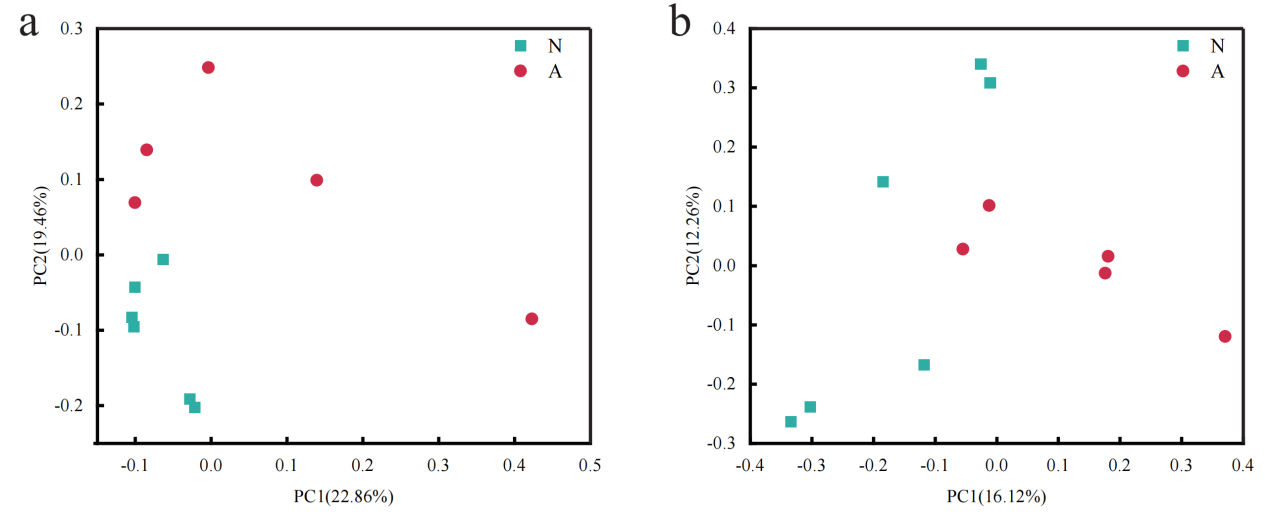 a
0.3
0.2
0.1
0.0
-0.1
-0.2
PC2(19.46%)
N
A
-0.1 0.0 0.1 0.2 0.3 0.4 0.5
PC1(22.86%)
b
0.4
0.3
0.2
0.1
0.0
-0.1
-0.2
-0.3
PC2(12.26%)
N
A
-0.4 -0.3 -0.2 -0.1 0.0 0.1 0.2 0.3 0.4
PC1(16.12%)